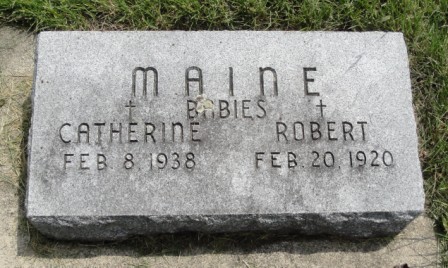 MAINE
BABIES
CATHERINE ROBERT
FEB. 8, 1938 FEB. 20, 1920